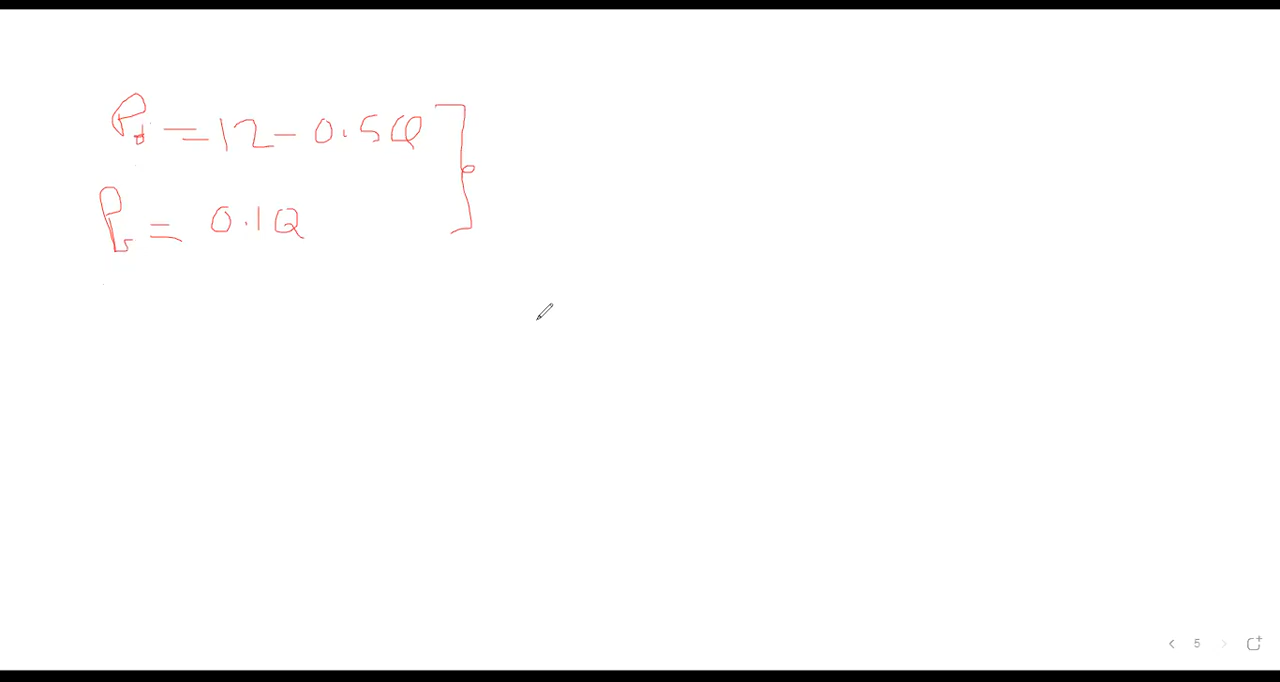 Pd = 12 - 0.5Q
Ps = 0.1Q
5